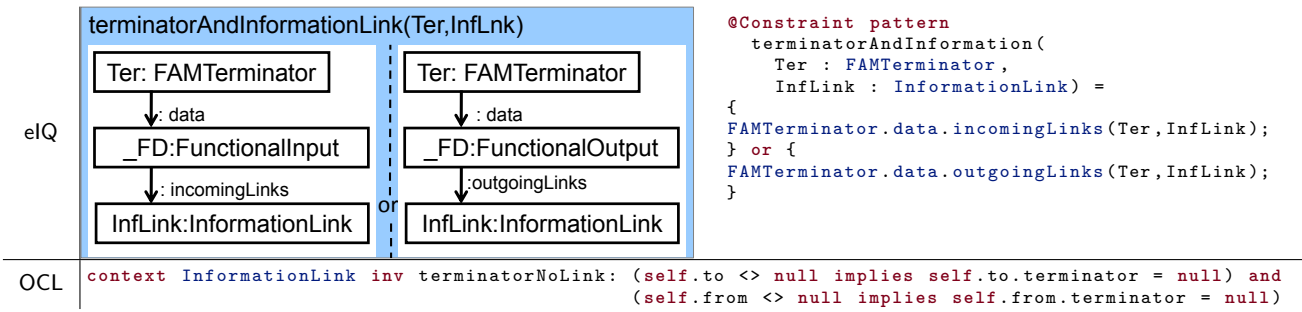 eIQ
terminatorAndInformationLink(Ter,InfLnk)
Ter: FAMTerminator
: data
_FD:FunctionalInput
: incomingLinks
InfLink:InformationLink
or
Ter: FAMTerminator
: data
_FD:FunctionalOutput
:outgoingLinks
InfLink:InformationLink
@Constraint pattern
terminatorAndInformation(
Ter : FAMTerminator,
InfLink : InformationLink) =
{
FAMTerminator.data.incomingLinks(Ter,InfLink);
} or {
FAMTerminator.data.outgoingLinks(Ter,InfLink);
}
OCL
context InformationLink inv terminatorNoLink: (self.to <> null implies self.to.terminator = null) and
(self.from <> null implies self.from.terminator = null)